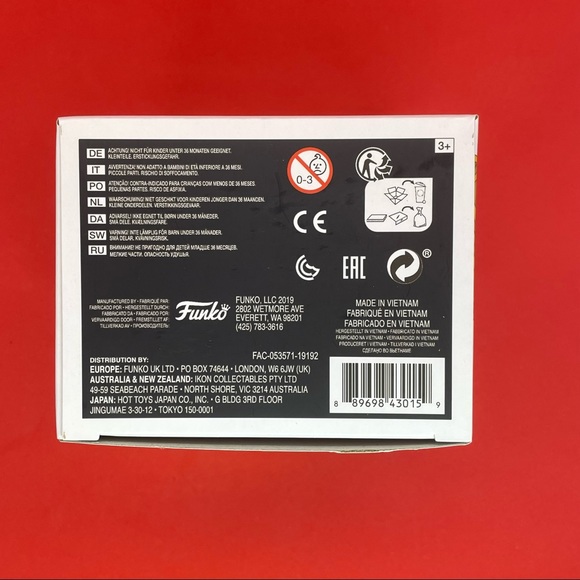 DE ACHTUNG! NICHT FÜR KINDER UNTER 36 MONATEN GEEIGNET.
KLEINTEILE. ERSTICKUNGSGEFAHR.
IT AVVERTENZA! NON ADATTO A BAMBINI DI ETÀ INFERIORE A 36 MESI.
PICCOLE PARTI. RISCHIO DI SOFFOCAMENTO.
PO ATENÇÃO! CONTRA-INDICADO PARA CRIANÇAS COM MENOS DE 36 MESES.
PEQUENAS PARTES. RISCO DE ASFIXIA.
NL WAARSCHUWING! NIET GESCHIKT VOOR KINDEREN JONGER DAN 36 MAANDEN.
KLEINE ONDERDELEN. VERSTIKKINGSGEVAAR.
DA ADVARSEL! IKKE EGNET TIL BØRN UNDER 36 MÅNEDER.
SMÅ DELE. KVÆLNINGSFARE.
SW VARNING! INTE LÄMPLIG FÖR BARN UNDER 36 MÅNADER.
SMÅ DELAR. KVÄVNINGSRISK.
RU ВНИМАНИЕ! НЕ ПРИГОДНО ДЛЯ ДЕТЕЙ МЛАДШЕ 36 МЕСЯЦЕВ.
МЕЛКИЕ ЧАСТИ. ОПАСНОСТЬ УДУШЬЯ.
0-3
3+
CE
EAC
®
MANUFACTURED BY • FABRIQUÉ PAR:
FABRICADO POR • HERGESTELLT DURCH:
FABRICATO DA • FABRICADO POR:
VERVAARDIGD DOOR • FREMSTILLET AF:
TILLVERKAD AV • ПРОИЗВОДИТЕЛЬ:
Funko
FUNKO, LLC 2019
2802 WETMORE AVE
EVERETT, WA 98201
(425) 783-3616
MADE IN VIETNAM
FABRIQUÉ EN VIETNAM
FABRICADO EN VIETNAM
HERGESTELLT IN VIETNAM • FABBRICATO IN VIETNAM
FABRICADO NA VIETNAM • VERVAARDIGD IN VIETNAM
FREMSTILLET I VIETNAM • TILLVERKAD I VIETNAM
СДЕЛАНО ВО ВЬЕТНАМЕ
FAC-053571-19192
DISTRIBUTION BY:
EUROPE: FUNKO UK LTD • PO BOX 74644 • LONDON, W6 6JW (UK)
AUSTRALIA & NEW ZEALAND: IKON COLLECTABLES PTY LTD
49-59 SEABEACH PARADE • NORTH SHORE, VIC 3214 AUSTRALIA
JAPAN: HOT TOYS JAPAN CO., INC. • G BLDG 3RD FLOOR
JINGUMAE 3-30-12 • TOKYO 150-0001
8 89698 43015 9